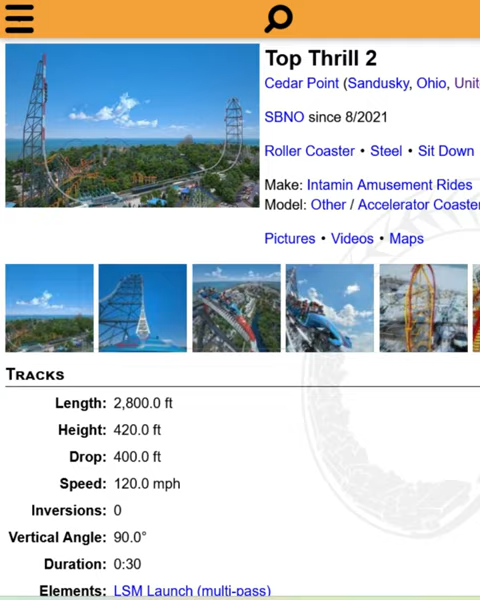 Top Thrill 2
Cedar Point (Sandusky, Ohio, Unit
SBNO since 8/2021
Roller Coaster • Steel • Sit Down
Make: Intamin Amusement Rides
Model: Other / Accelerator Coaster
Pictures • Videos • Maps
Tracks
Length: 2,800.0 ft
Height: 420.0 ft
Drop: 400.0 ft
Speed: 120.0 mph
Inversions: 0
Vertical Angle: 90.0°
Duration: 0:30
Elements: LSM Launch (multi-pass)